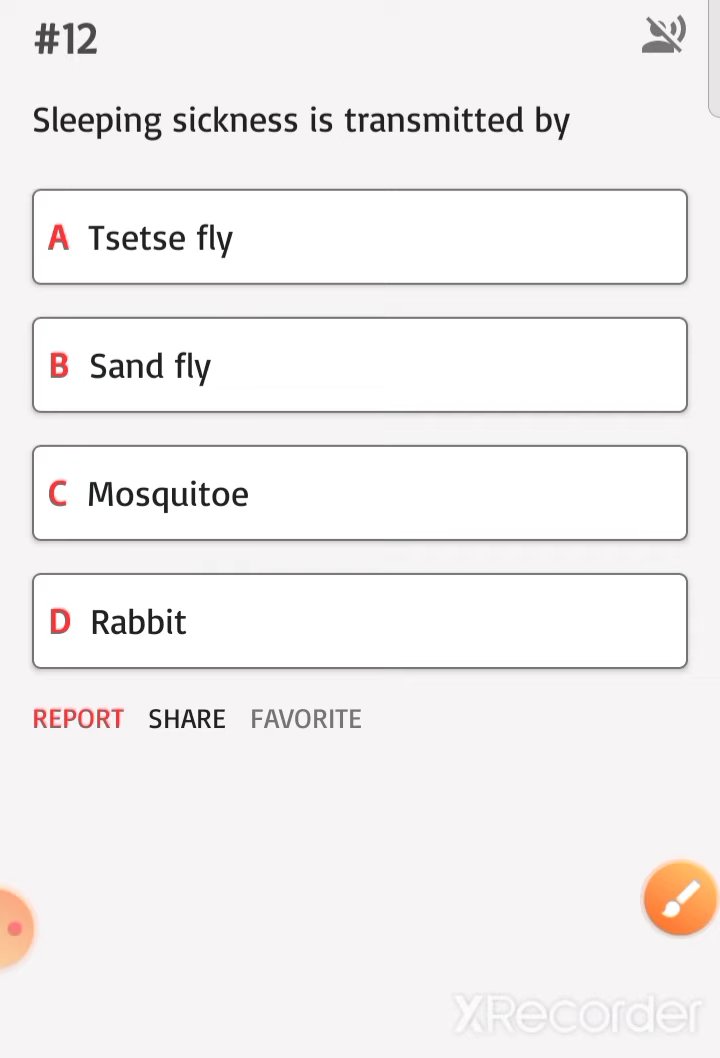 #12
Sleeping sickness is transmitted by
A Tsetse fly
B Sand fly
C Mosquitoe
D Rabbit
REPORT SHARE FAVORITE
XRecorder